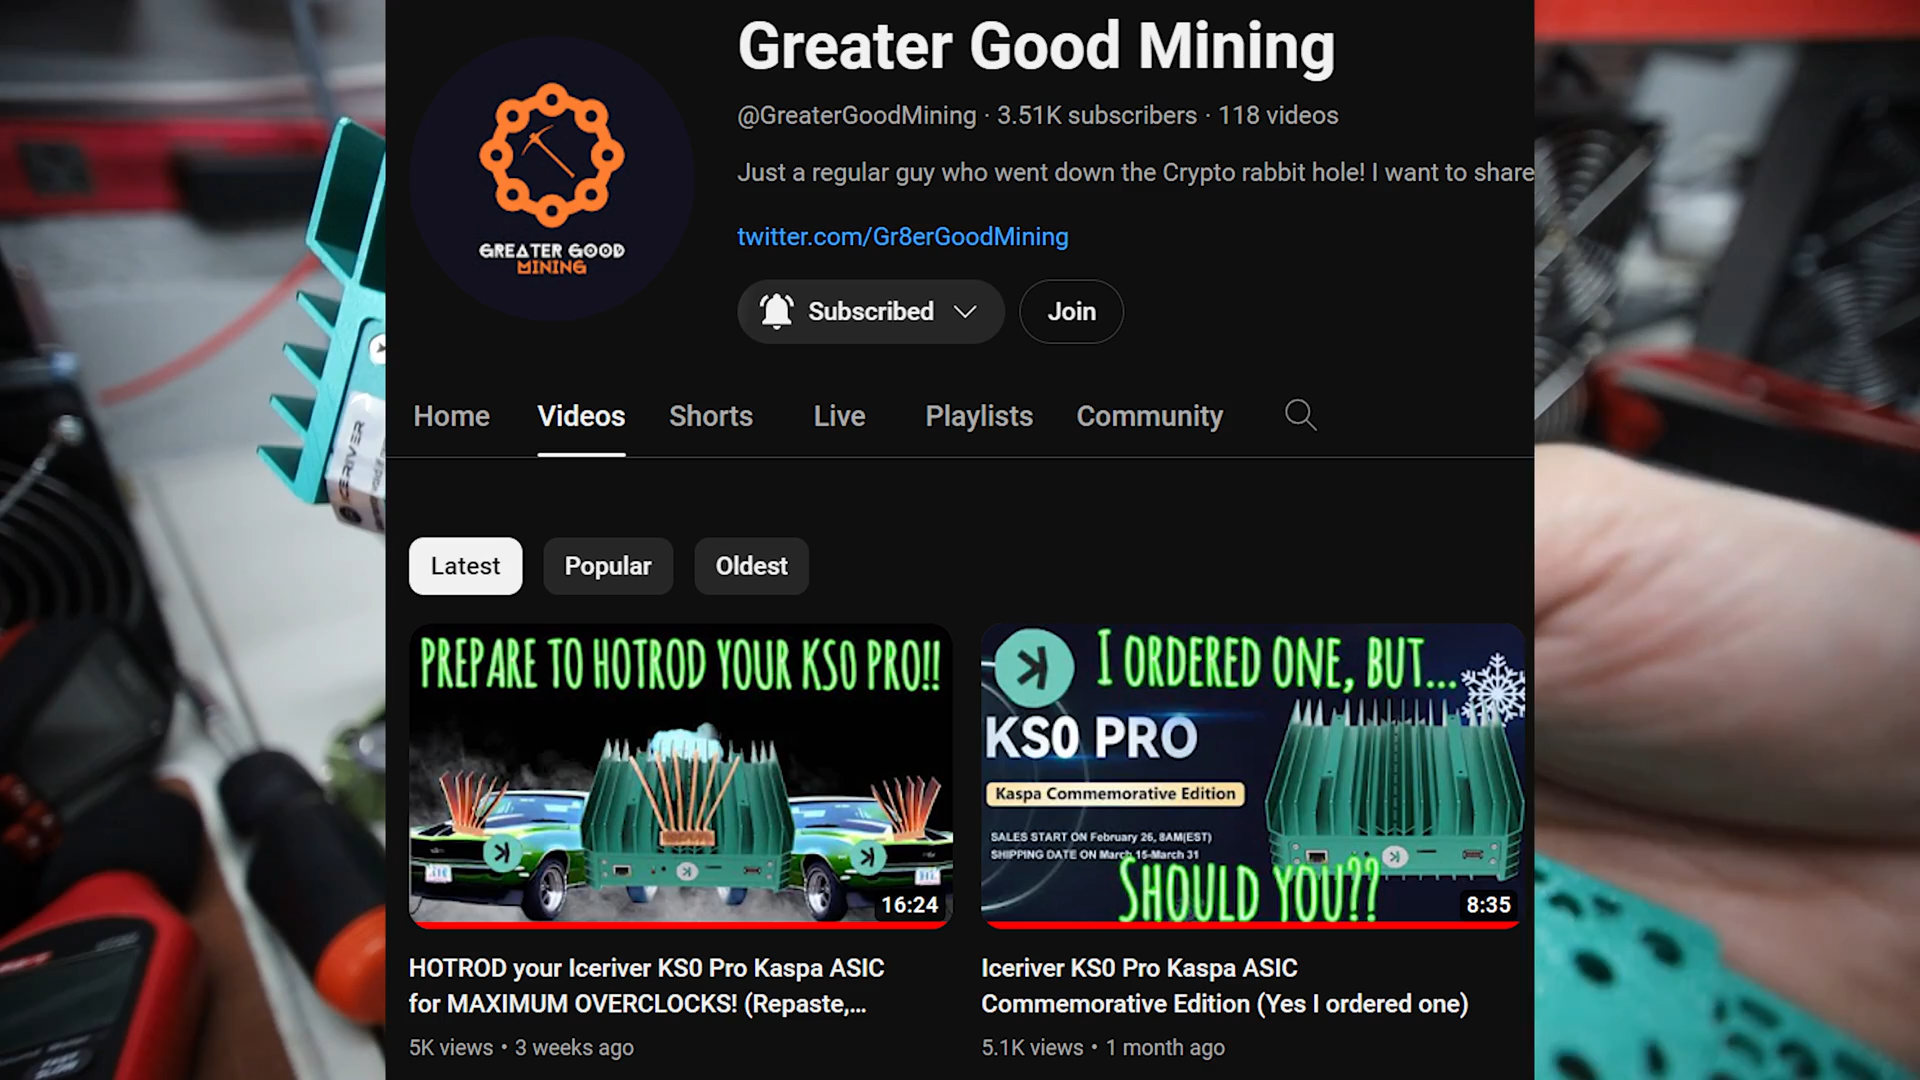 Greater Good Mining
@GreaterGoodMining · 3.51K subscribers · 118 videos
Just a regular guy who went down the Crypto rabbit hole! I want to share
twitter.com/Gr8erGoodMining
Subscribed
Join
GREATER GOOD
MINING
Home Videos Shorts Live Playlists Community
Latest Popular Oldest
PREPARE TO HOTROD YOUR KS0 PRO!!
16:24
I ORDERED ONE, BUT...
KS0 PRO
Kaspa Commemorative Edition
SALES START ON February 26, 8AM(EST)
SHIPPING DATE ON March 15-March 31
SHOULD YOU??
8:35
HOTROD your Iceriver KS0 Pro Kaspa ASIC
for MAXIMUM OVERCLOCKS! (Repaste,...
5K views • 3 weeks ago
Iceriver KS0 Pro Kaspa ASIC
Commemorative Edition (Yes I ordered one)
5.1K views • 1 month ago
ICERIVER